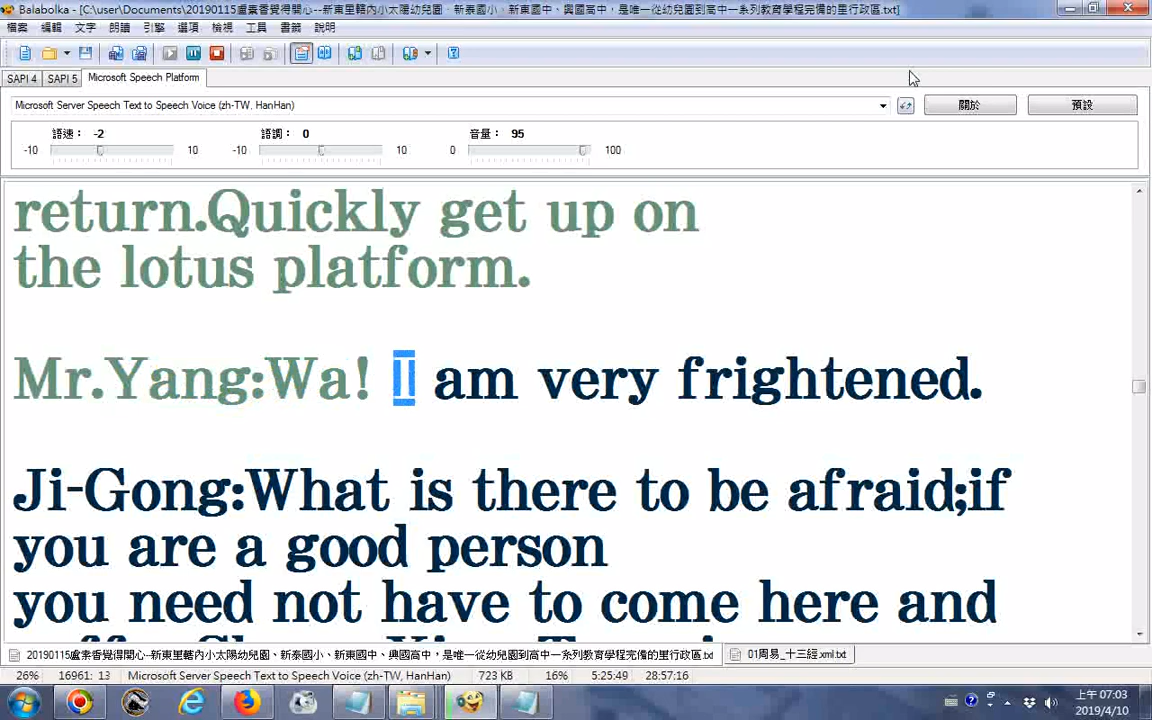 Balabolka - [C:\user\Documents\20190115盧素香覺得開心--新東里轄內小太陽幼兒園、新泰國小、新東國中、興國高中，是唯一從幼兒園到高中一系列教育學程完備的里行政區.txt]
檔案 編輯 文字 朗讀 引擎 選項 檢視 工具 書籤 說明
SAPI 4 SAPI 5 Microsoft Speech Platform
Microsoft Server Speech Text to Speech Voice (zh-TW, HanHan) 關於 預設
語速： -2 語調： 0 音量： 95
-10 10 -10 10 0 100
return.Quickly get up on
the lotus platform.
Mr.Yang:Wa! I am very frightened.
Ji-Gong:What is there to be afraid;if
you are a good person
you need not have to come here and
20190115盧素香覺得開心--新東里轄內小太陽幼兒園、新泰國小、新東國中、興國高中，是唯一從幼兒園到高中一系列教育學程完備的里行政區.txt 01周易_十三經.xml.txt
26% 16961: 13 Microsoft Server Speech Text to Speech Voice (zh-TW, HanHan) 723 KB 16% 5:25:49 28:57:16
上午 07:03
2019/4/10